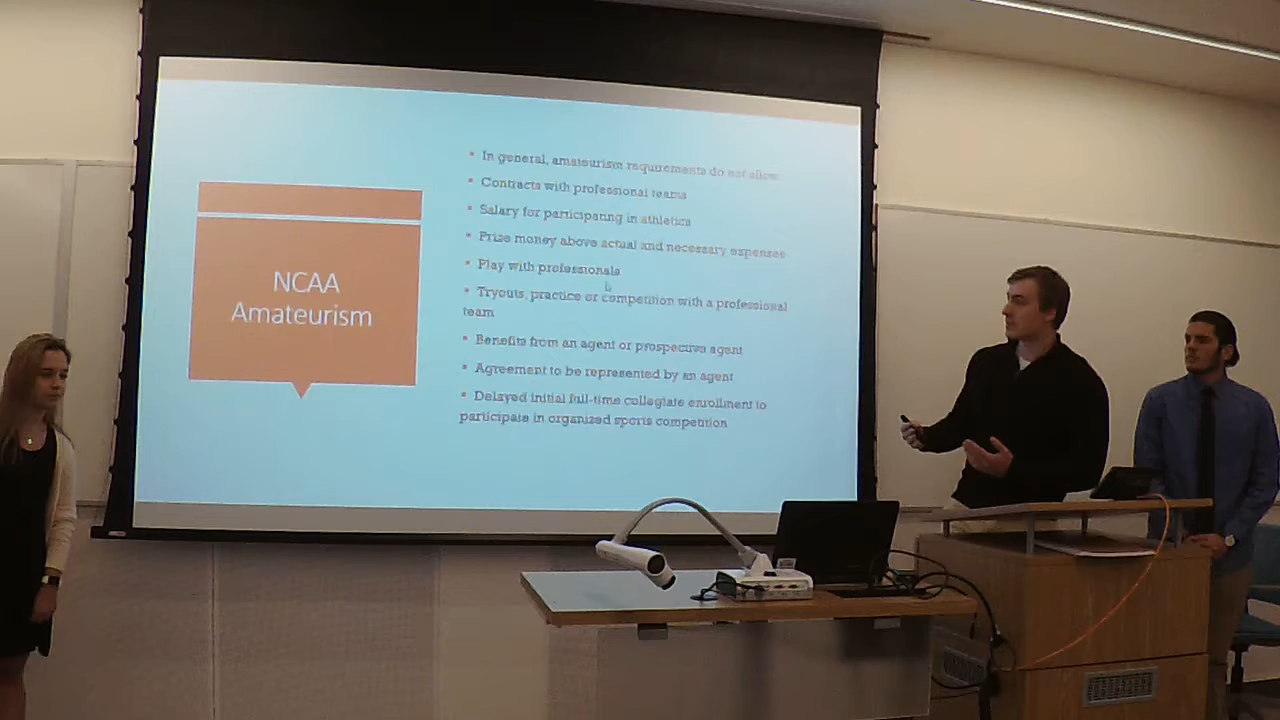 NCAA
Amateurism
In general, amateurism requirements do not allow:
Contracts with professional teams
Salary for participating in athletics
Prize money above actual and necessary expenses
Play with professionals
Tryouts, practice or competition with a professional
team
Benefits from an agent or prospective agent
Agreement to be represented by an agent
Delayed initial full-time collegiate enrollment to
participate in organized sports competition